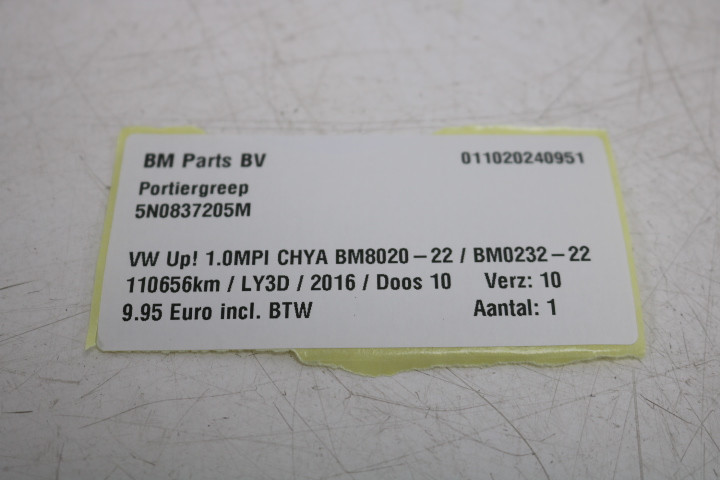 BM Parts BV 011020240951
Portiergreep
5N0837205M
VW Up! 1.0MPI CHYA BM8020-22 / BM0232-22
110656km / LY3D / 2016 / Doos 10 Verz: 10
9.95 Euro incl. BTW Aantal: 1